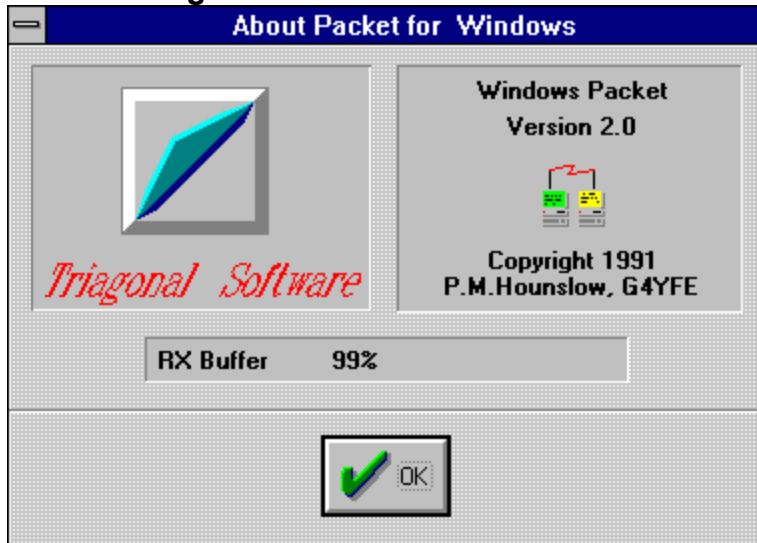 About Packet for Windows
Windows Packet
Version 2.0
Triagonal Software
Copyright 1991
P.M.Hounslow, G4YFE
RX Buffer 99%
OK